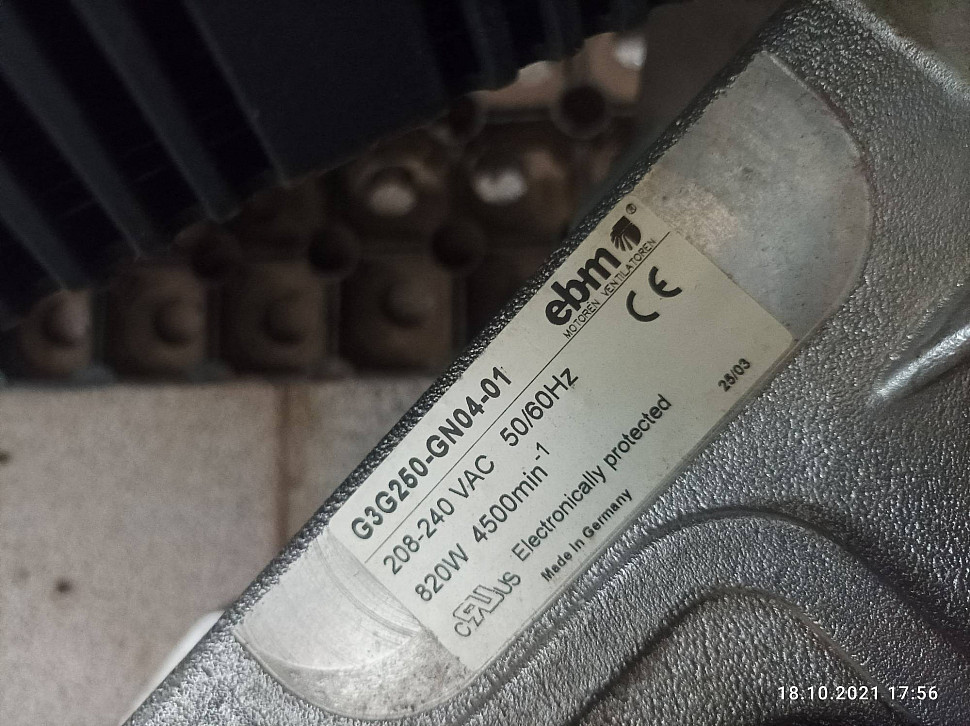 ebm®
MOTOREN VENTILATOREN
CE
G3G250-GN04-01
208-240 VAC 50/60Hz
820W 4500min-1
25/03
c US Electronically protected
Made in Germany
18.10.2021 17:56